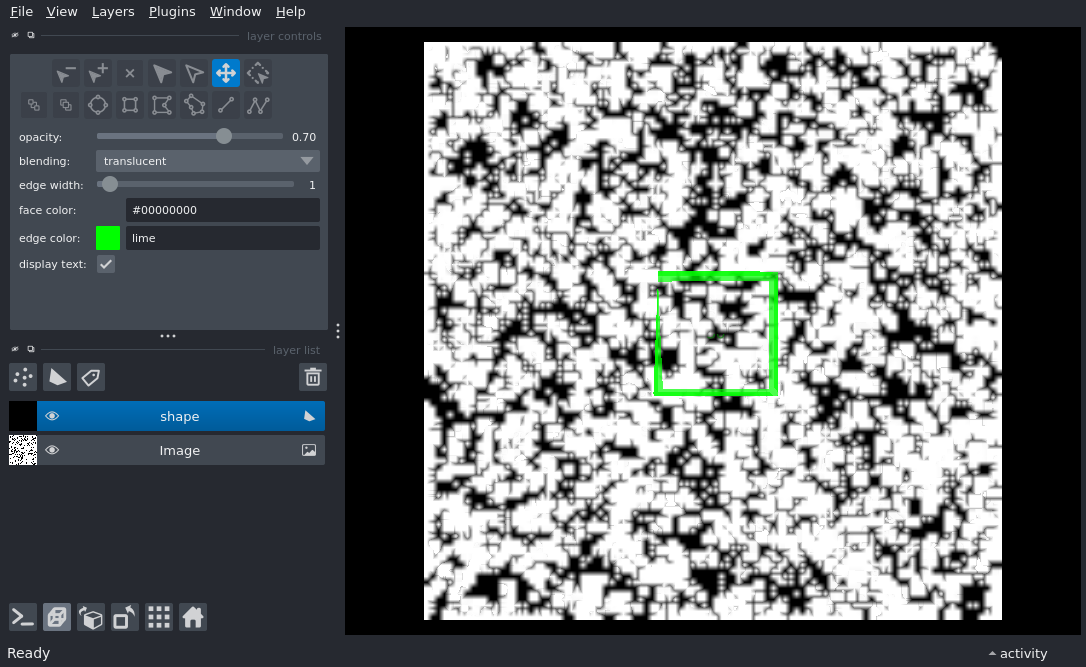 File View Layers Plugins Window Help
layer controls
opacity: 0.70
blending: translucent
edge width: 1
face color: #00000000
edge color: lime
display text:
layer list
shape
Image
Ready
activity